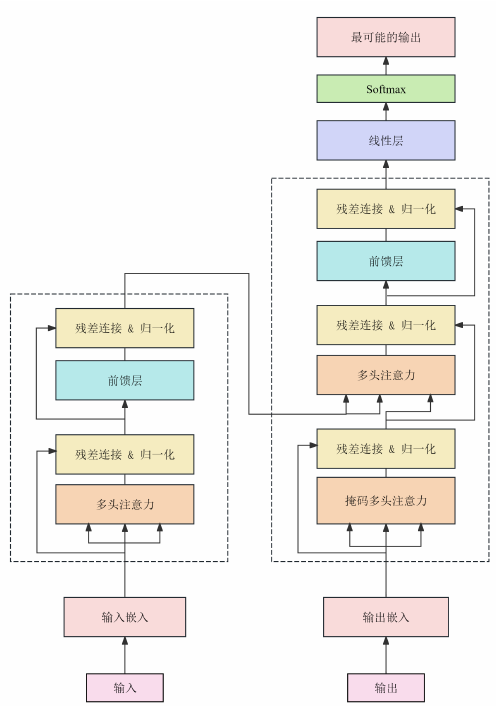 最可能的输出
Softmax
线性层
残差连接 & 归一化
前馈层
残差连接 & 归一化
多头注意力
残差连接 & 归一化
掩码多头注意力
输出嵌入
输出
残差连接 & 归一化
前馈层
残差连接 & 归一化
多头注意力
输入嵌入
输入